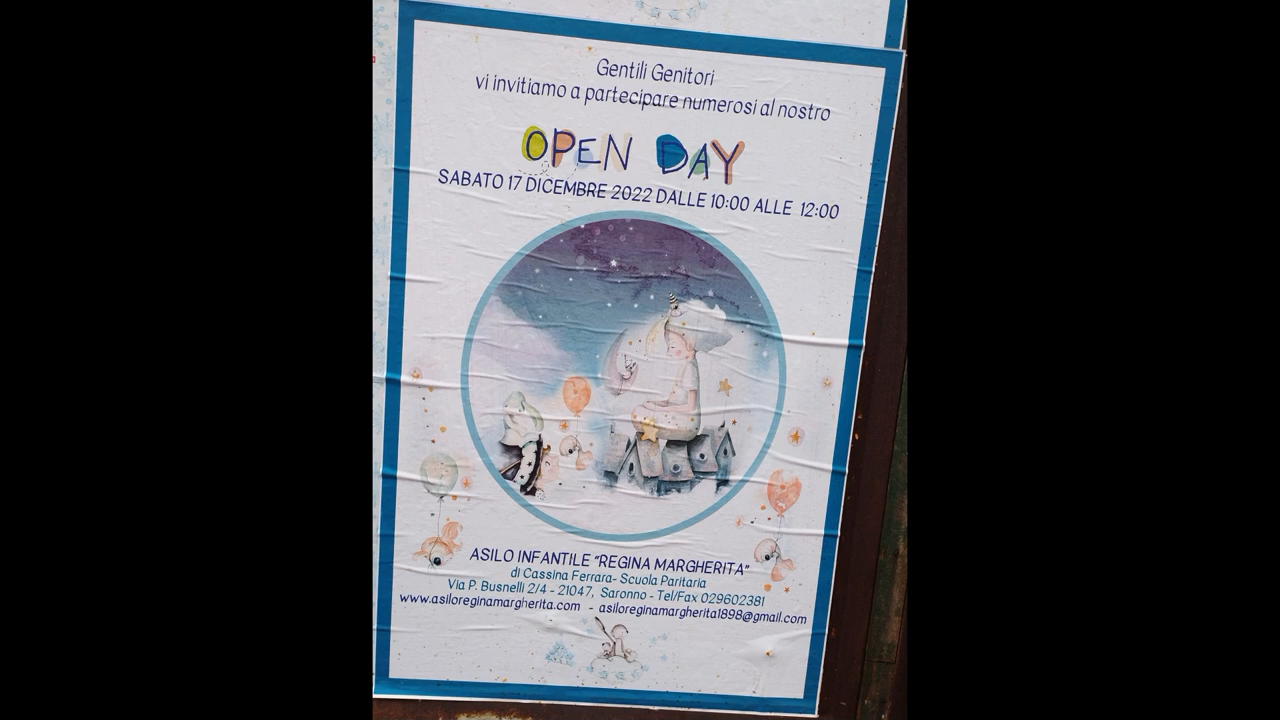 Gentili Genitori
vi invitiamo a partecipare numerosi al nostro
OPEN DAY
SABATO 17 DICEMBRE 2022 DALLE 10:00 ALLE 12:00
ASILO INFANTILE "REGINA MARGHERITA"
di Cassina Ferrara- Scuola Paritaria
Via P. Busnelli 2/4 - 21047, Saronno - Tel/Fax 029602381
www.asiloreginamargherita.com - asiloreginamargherita1898@gmail.com